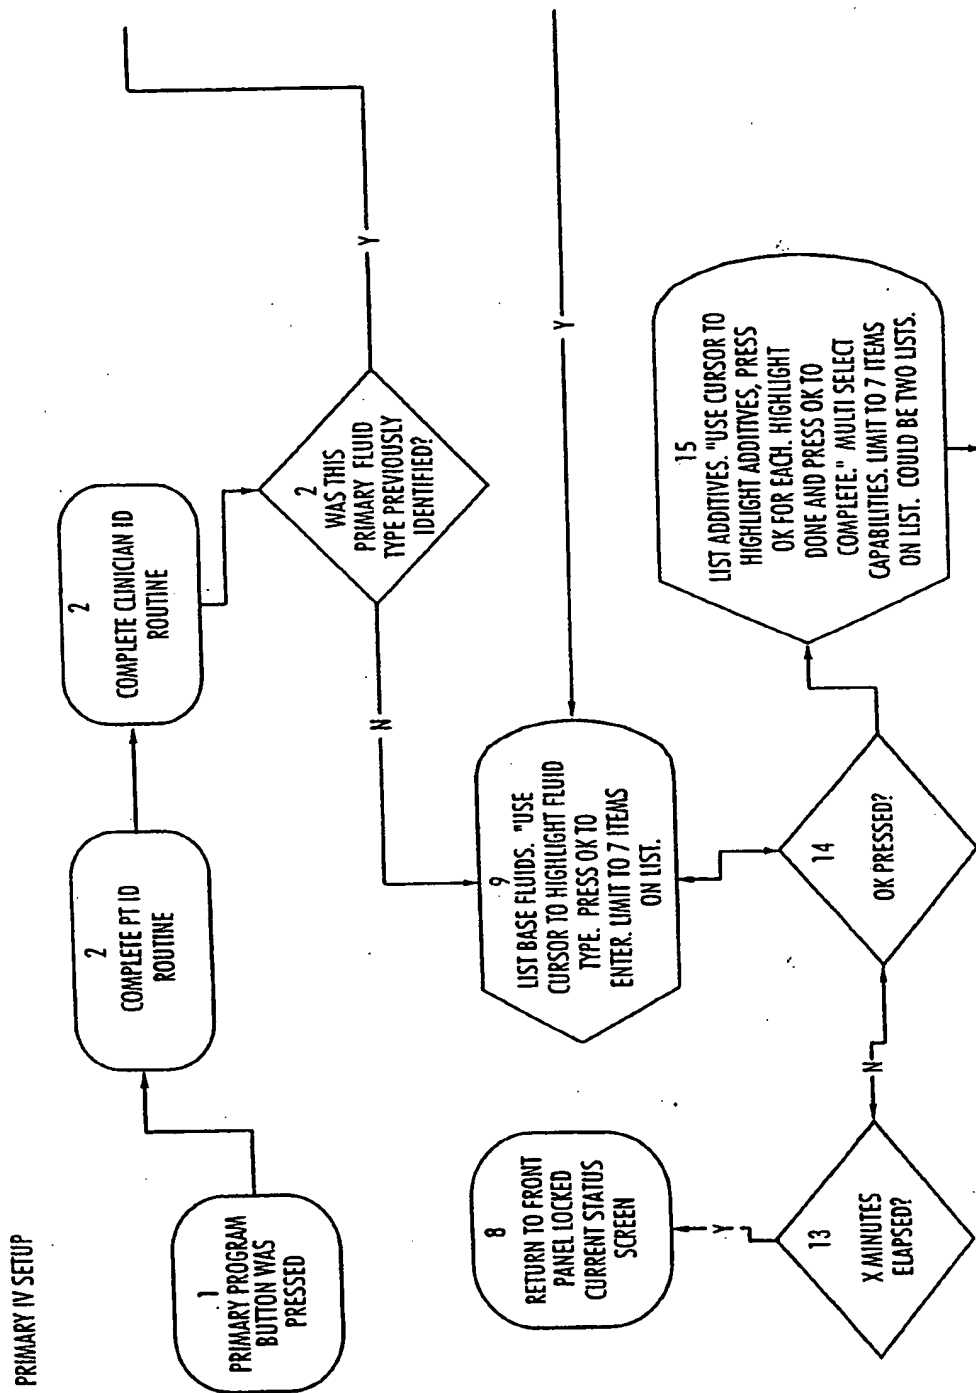 PRIMARY IV SETUP
1
PRIMARY PROGRAM
BUTTON WAS
PRESSED
2
COMPLETE PT ID
ROUTINE
2
COMPLETE CLINICIAN ID
ROUTINE
2
WAS THIS
PRIMARY FLUID
TYPE PREVIOUSLY
IDENTIFIED?
Y
N
Y
9
LIST BASE FLUIDS. "USE
CURSOR TO HIGHLIGHT FLUID
TYPE. PRESS OK TO
ENTER. LIMIT TO 7 ITEMS
ON LIST.
8
RETURN TO FRONT
PANEL LOCKED
CURRENT STATUS
SCREEN
Y
13
X MINUTES
ELAPSED?
N
14
OK PRESSED?
15
LIST ADDITIVES. "USE CURSOR TO
HIGHLIGHT ADDITIVES, PRESS
OK FOR EACH. HIGHLIGHT
DONE AND PRESS OK TO
COMPLETE." MULTI SELECT
CAPABILITIES. LIMIT TO 7 ITEMS
ON LIST. COULD BE TWO LISTS.